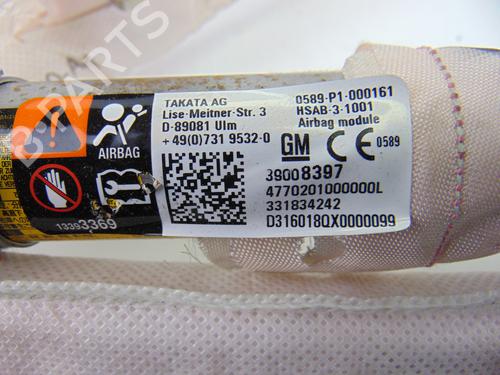 TAKATA AG
Lise-Meitner-Str. 3
D-89081 Ulm
+49(0)731 9532-0
0589-P1-000161
HSAB-3-1001
Airbag module
GM CE 0589
39008397
4770201000000L
331834242
D316018QX0000099
AIRBAG
13393369
B-PARTS